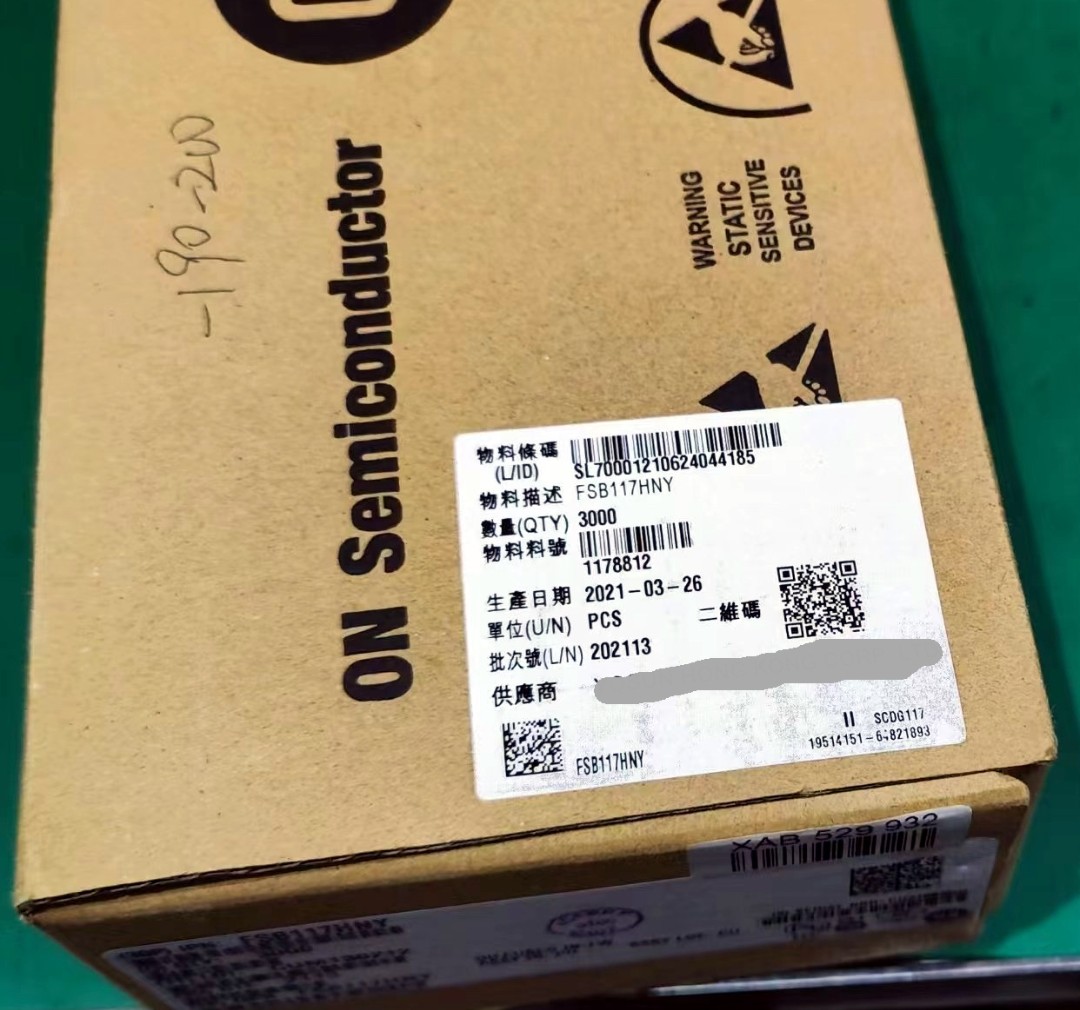 -190-200
ON Semiconductor
WARNING
STATIC
SENSITIVE
DEVICES
物料條碼 (L/ID) SL70001210624044185
物料描述 FSB117HNY
數量(QTY) 3000
物料料號 1178812
生產日期 2021-03-26
單位(U/N) PCS 二維碼
批次號(L/N) 202113
供應商
II SCDG117
19514151-64821893
FSB117HNY
XAB 529 932